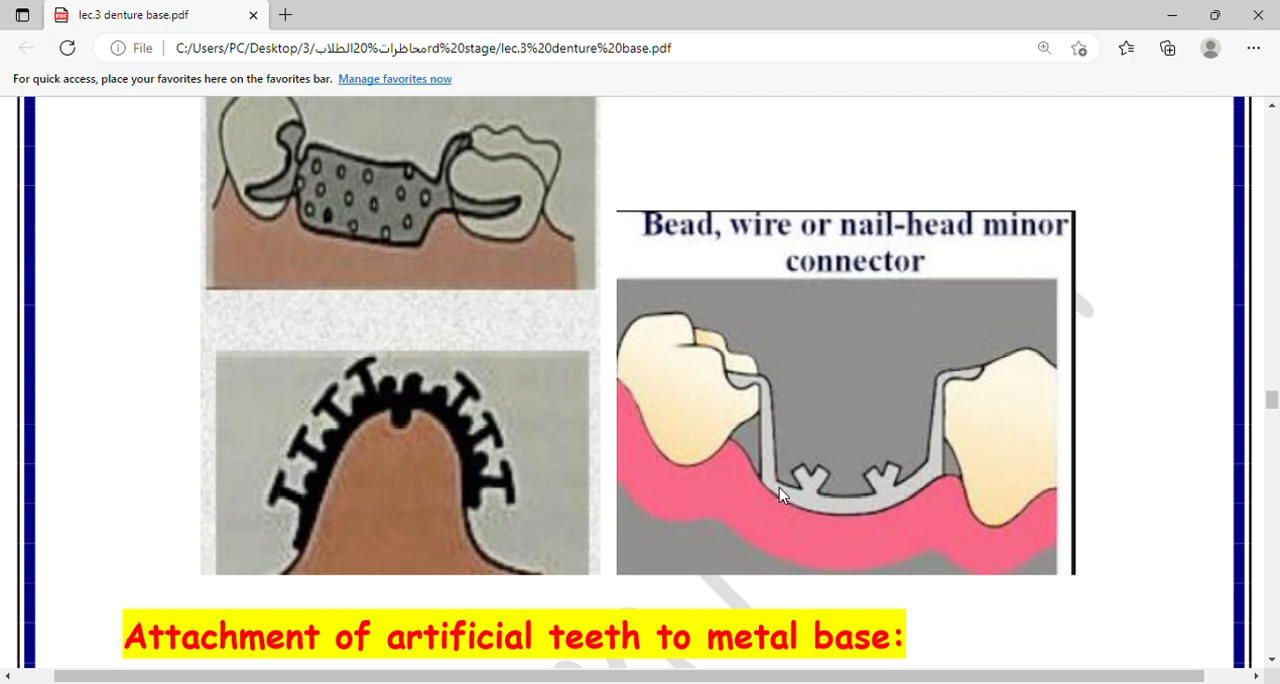 lec.3 denture base.pdf
File C:/Users/PC/Desktop/3/محاظرات%20الطلابrd%20stage/lec.3%20denture%20base.pdf
For quick access, place your favorites here on the favorites bar. Manage favorites now
Bead, wire or nail-head minor
connector
Attachment of artificial teeth to metal base: